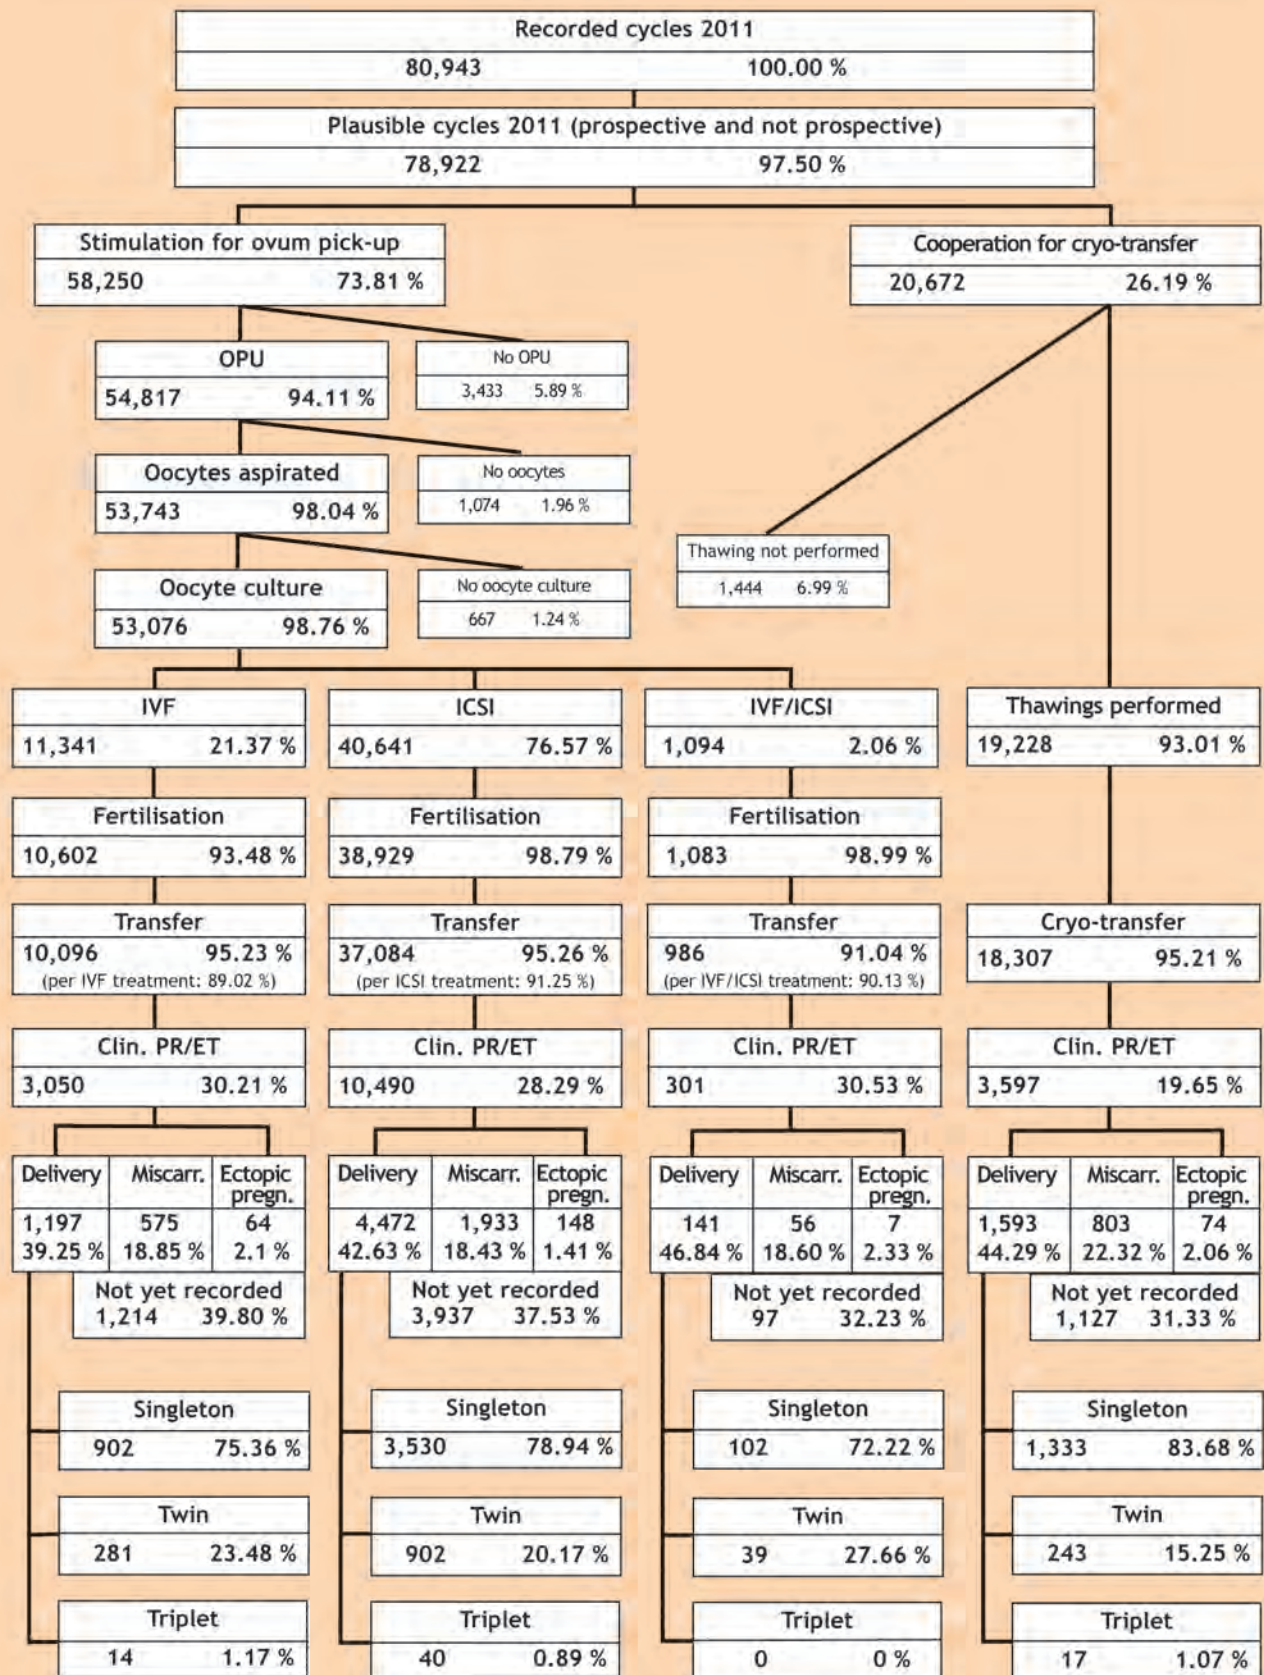 Recorded cycles 2011
80,943 100.00 %
Plausible cycles 2011 (prospective and not prospective)
78,922 97.50 %
Stimulation for ovum pick-up
58,250 73.81 %
Cooperation for cryo-transfer
20,672 26.19 %
OPU
54,817 94.11 %
No OPU
3,433 5.89 %
Oocytes aspirated
53,743 98.04 %
No oocytes
1,074 1.96 %
Thawing not performed
1,444 6.99 %
Oocyte culture
53,076 98.76 %
No oocyte culture
667 1.24 %
IVF
11,341 21.37 %
Fertilisation
10,602 93.48 %
Transfer
10,096 95.23 %
(per IVF treatment: 89.02 %)
Clin. PR/ET
3,050 30.21 %
Delivery Miscarr. Ectopic
pregn.
1,197 575 64
39.25 % 18.85 % 2.1 %
Not yet recorded
1,214 39.80 %
Singleton
902 75.36 %
Twin
281 23.48 %
Triplet
14 1.17 %
ICSI
40,641 76.57 %
Fertilisation
38,929 98.79 %
Transfer
37,084 95.26 %
(per ICSI treatment: 91.25 %)
Clin. PR/ET
10,490 28.29 %
Delivery Miscarr. Ectopic
pregn.
4,472 1,933 148
42.63 % 18.43 % 1.41 %
Not yet recorded
3,937 37.53 %
Singleton
3,530 78.94 %
Twin
902 20.17 %
Triplet
40 0.89 %
IVF/ICSI
1,094 2.06 %
Fertilisation
1,083 98.99 %
Transfer
986 91.04 %
(per IVF/ICSI treatment: 90.13 %)
Clin. PR/ET
301 30.53 %
Delivery Miscarr. Ectopic
pregn.
141 56 7
46.84 % 18.60 % 2.33 %
Not yet recorded
97 32.23 %
Singleton
102 72.22 %
Twin
39 27.66 %
Triplet
0 0 %
Thawings performed
19,228 93.01 %
Cryo-transfer
18,307 95.21 %
Clin. PR/ET
3,597 19.65 %
Delivery Miscarr. Ectopic
pregn.
1,593 803 74
44.29 % 22.32 % 2.06 %
Not yet recorded
1,127 31.33 %
Singleton
1,333 83.68 %
Twin
243 15.25 %
Triplet
17 1.07 %